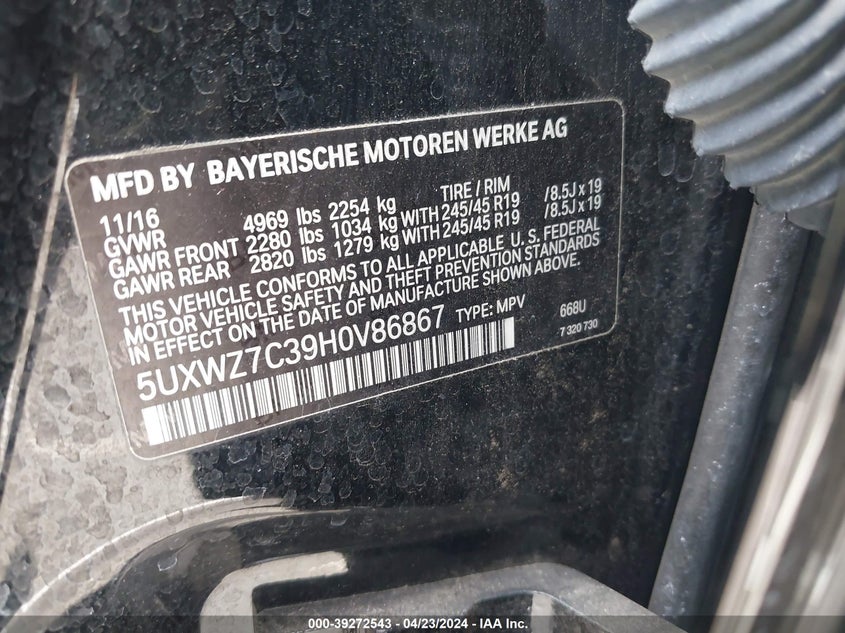 MFD BY BAYERISCHE MOTOREN WERKE AG
11/16 TIRE / RIM
GVWR 4969 lbs 2254 kg
GAWR FRONT 2280 lbs 1034 kg WITH 245/45 R19 /8.5J x 19
GAWR REAR 2820 lbs 1279 kg WITH 245/45 R19 /8.5J x 19
THIS VEHICLE CONFORMS TO ALL APPLICABLE U. S. FEDERAL
MOTOR VEHICLE SAFETY AND THEFT PREVENTION STANDARDS
IN EFFECT ON THE DATE OF MANUFACTURE SHOWN ABOVE.
5UXWZ7C39H0V86867 TYPE: MPV 668U
7 320 730
000-39272543 / 04/23/2024 - IAA Inc.